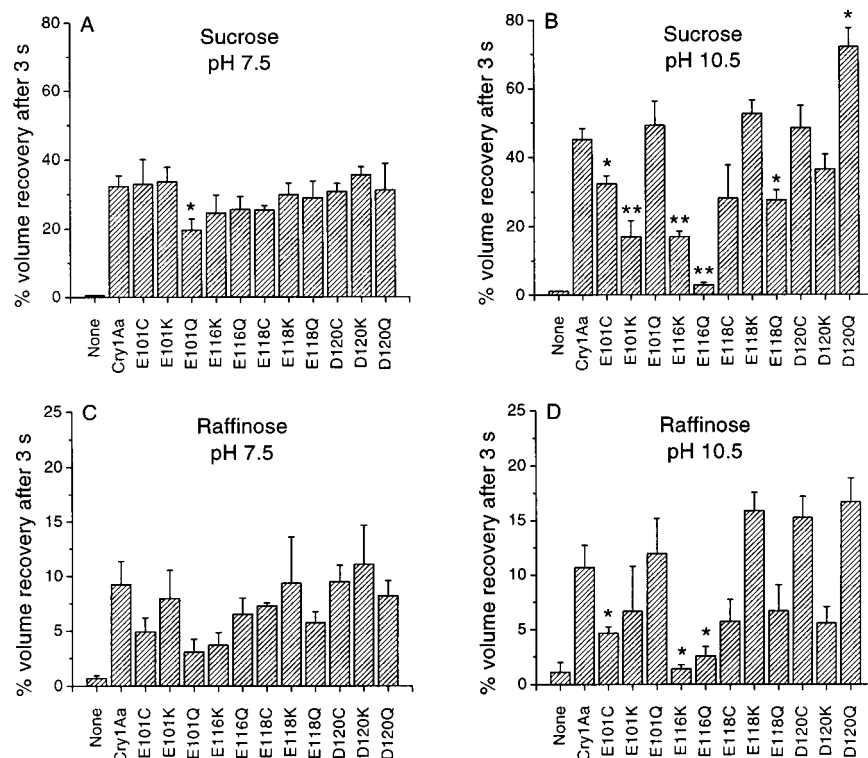 A
Sucrose
pH 7.5
% volume recovery after 3 s
80
60
40
20
0
None
Cry1Aa
E101C
E101K
E101Q
E116K
E116Q
E118C
E118K
E118Q
D120C
D120K
D120Q
*
B
Sucrose
pH 10.5
% volume recovery after 3 s
80
60
40
20
0
None
Cry1Aa
E101C
E101K
E101Q
E116K
E116Q
E118C
E118K
E118Q
D120C
D120K
D120Q
*
**
**
**
*
*
C
Raffinose
pH 7.5
% volume recovery after 3 s
25
20
15
10
5
0
None
Cry1Aa
E101C
E101K
E101Q
E116K
E116Q
E118C
E118K
E118Q
D120C
D120K
D120Q
D
Raffinose
pH 10.5
% volume recovery after 3 s
25
20
15
10
5
0
None
Cry1Aa
E101C
E101K
E101Q
E116K
E116Q
E118C
E118K
E118Q
D120C
D120K
D120Q
*
*
*